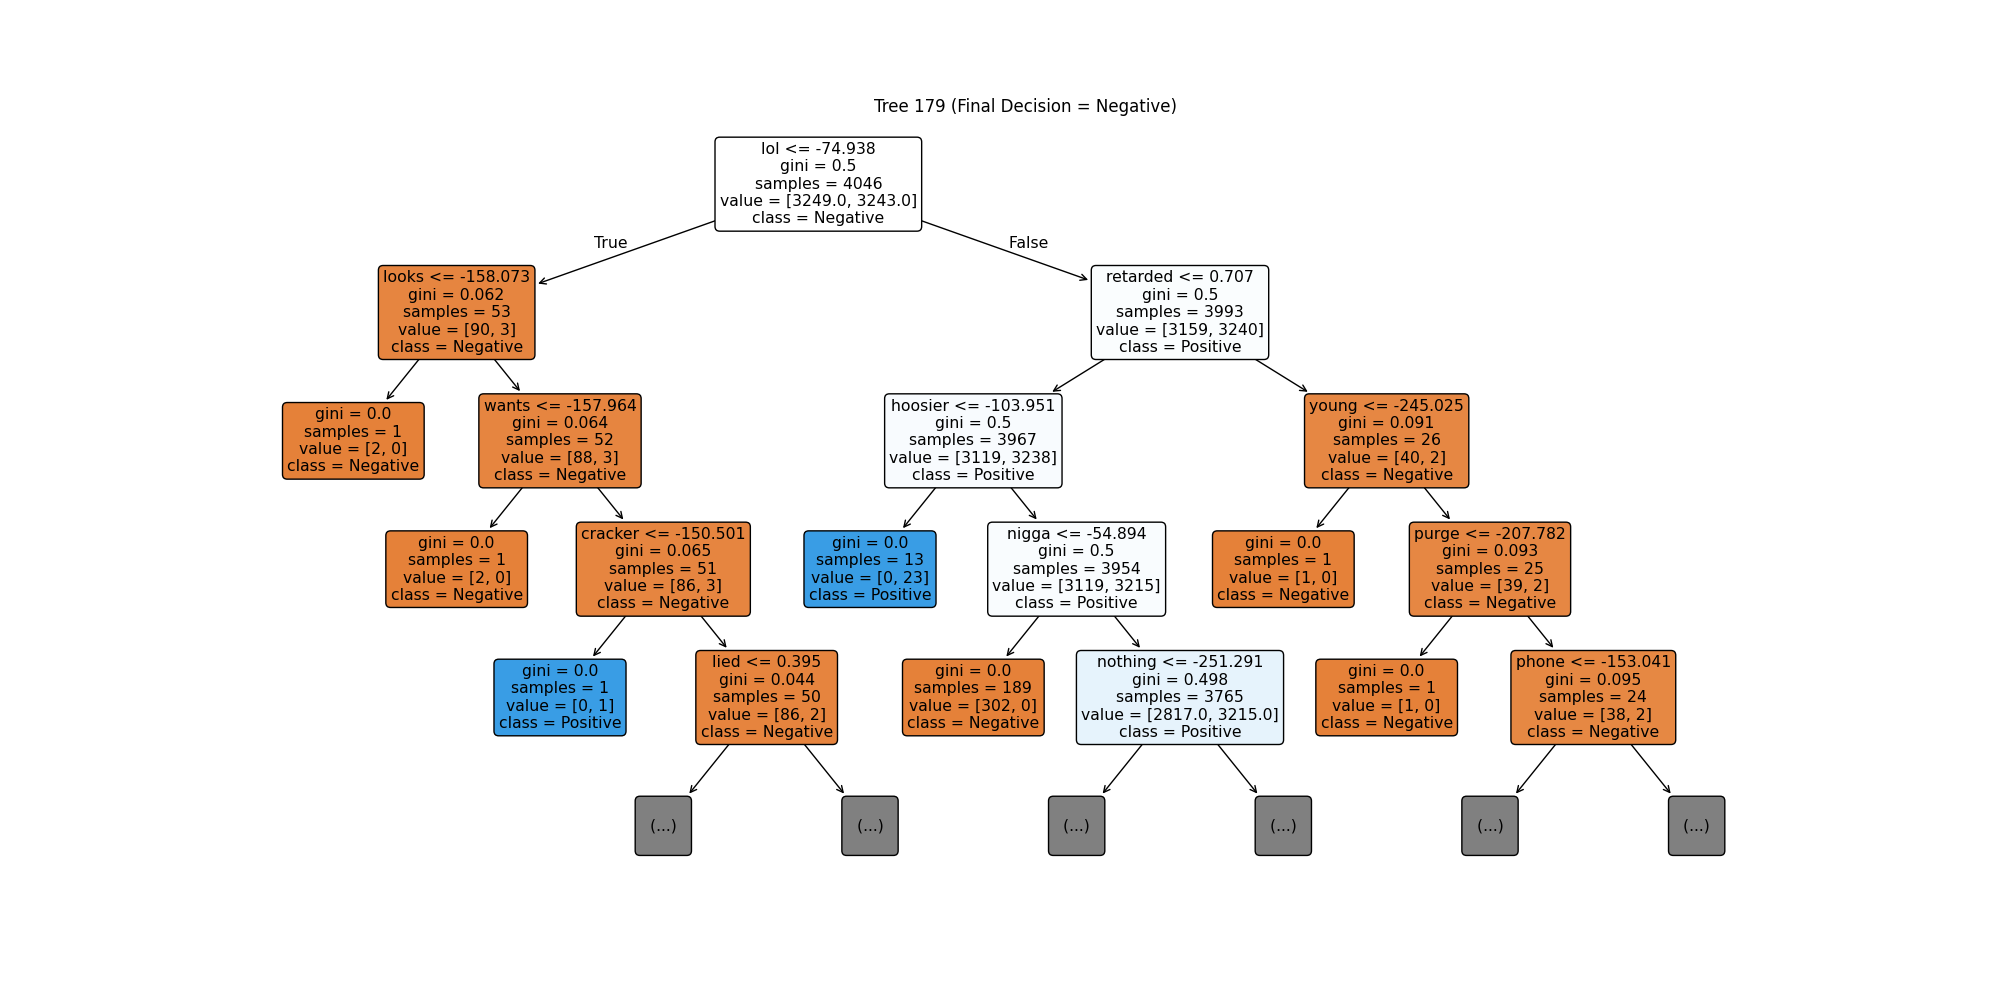 Tree 179 (Final Decision = Negative)
lol <= -74.938
gini = 0.5
samples = 4046
value = [3249.0, 3243.0]
class = Negative
True
False
looks <= -158.073
gini = 0.062
samples = 53
value = [90, 3]
class = Negative
retarded <= 0.707
gini = 0.5
samples = 3993
value = [3159, 3240]
class = Positive
gini = 0.0
samples = 1
value = [2, 0]
class = Negative
wants <= -157.964
gini = 0.064
samples = 52
value = [88, 3]
class = Negative
hoosier <= -103.951
gini = 0.5
samples = 3967
value = [3119, 3238]
class = Positive
young <= -245.025
gini = 0.091
samples = 26
value = [40, 2]
class = Negative
gini = 0.0
samples = 1
value = [2, 0]
class = Negative
cracker <= -150.501
gini = 0.065
samples = 51
value = [86, 3]
class = Negative
gini = 0.0
samples = 13
value = [0, 23]
class = Positive
nigga <= -54.894
gini = 0.5
samples = 3954
value = [3119, 3215]
class = Positive
gini = 0.0
samples = 1
value = [1, 0]
class = Negative
purge <= -207.782
gini = 0.093
samples = 25
value = [39, 2]
class = Negative
gini = 0.0
samples = 1
value = [0, 1]
class = Positive
lied <= 0.395
gini = 0.044
samples = 50
value = [86, 2]
class = Negative
gini = 0.0
samples = 189
value = [302, 0]
class = Negative
nothing <= -251.291
gini = 0.498
samples = 3765
value = [2817.0, 3215.0]
class = Positive
gini = 0.0
samples = 1
value = [1, 0]
class = Negative
phone <= -153.041
gini = 0.095
samples = 24
value = [38, 2]
class = Negative
(...)
(...)
(...)
(...)
(...)
(...)